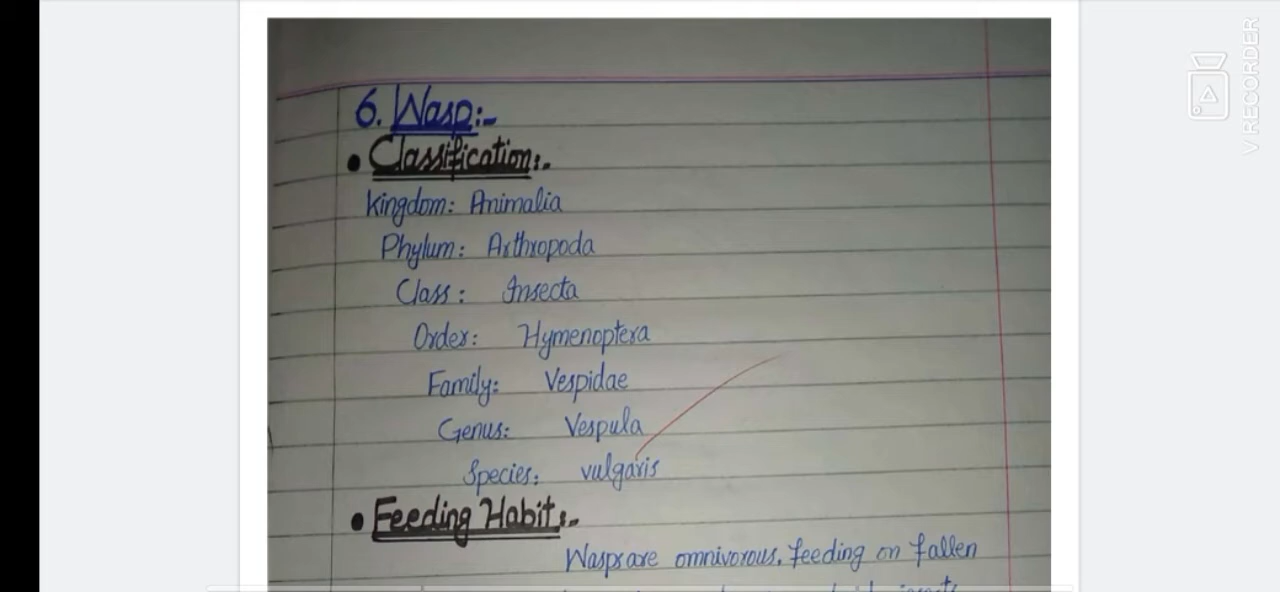 6. Wasp:-
• Classification:-
Kingdom: Animalia
Phylum: Arthropoda
Class: Insecta
Order: Hymenoptera
Family: Vespidae
Genus: Vespula
Species: vulgaris
• Feeding Habit:-
Wasps are omnivorous, feeding on fallen
V RECORDER